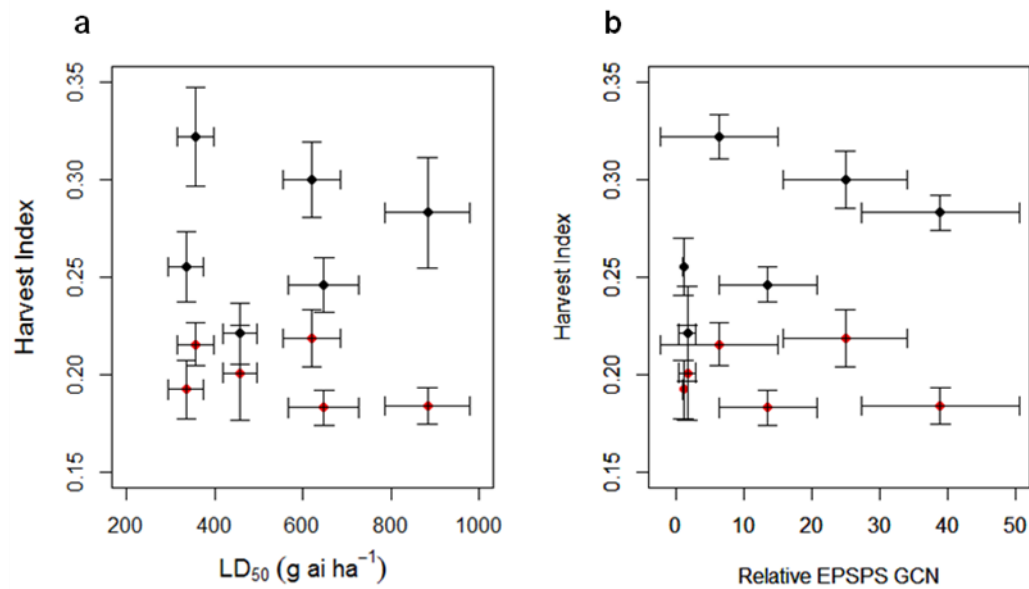 a
Harvest Index
0.35
0.30
0.25
0.20
0.15
200 400 600 800 1000
LD₅₀ (g ai ha⁻¹)
b
Harvest Index
0.35
0.30
0.25
0.20
0.15
0 10 20 30 40 50
Relative EPSPS GCN